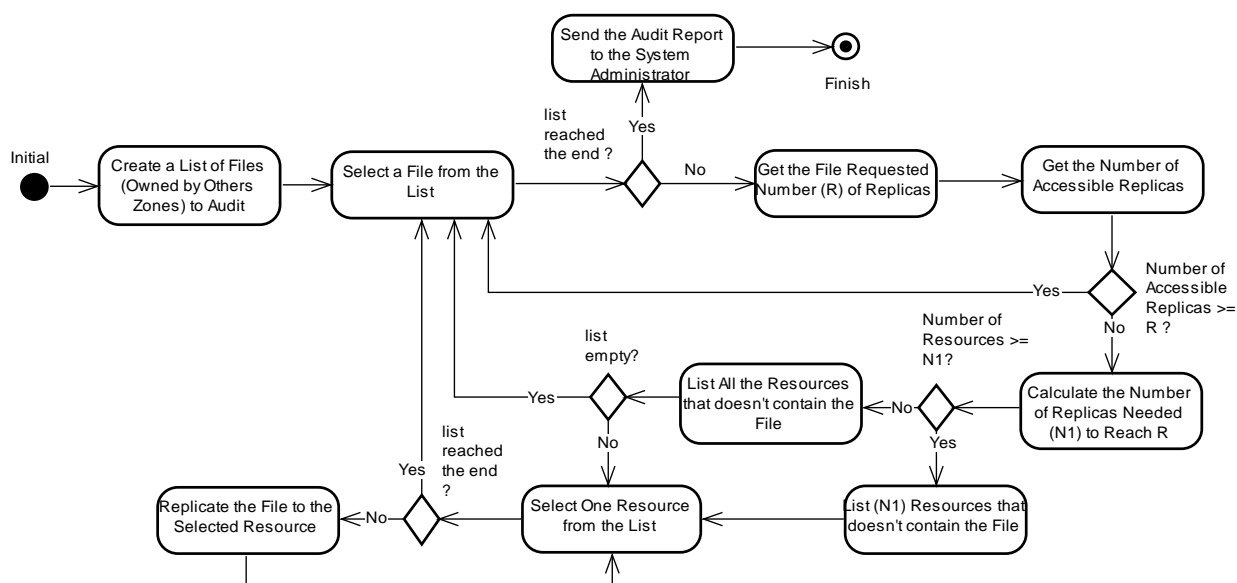 Send the Audit Report
to the System
Administrator
Finish
list
reached
the end ?
Yes
Initial
Create a List of Files
(Owned by Others
Zones) to Audit
Select a File from the
List
No
Get the File Requested
Number (R) of Replicas
Get the Number of
Accessible Replicas
Yes
Number of
Accessible
Replicas >=
R ?
No
Number of
Resources >=
N1?
list
empty?
Yes
List All the Resources
that doesn't contain the
File
No
Calculate the Number
of Replicas Needed
(N1) to Reach R
No
Yes
list
reached
the end
?
Yes
Replicate the File to the
Selected Resource
No
Select One Resource
from the List
List (N1) Resources that
doesn't contain the File